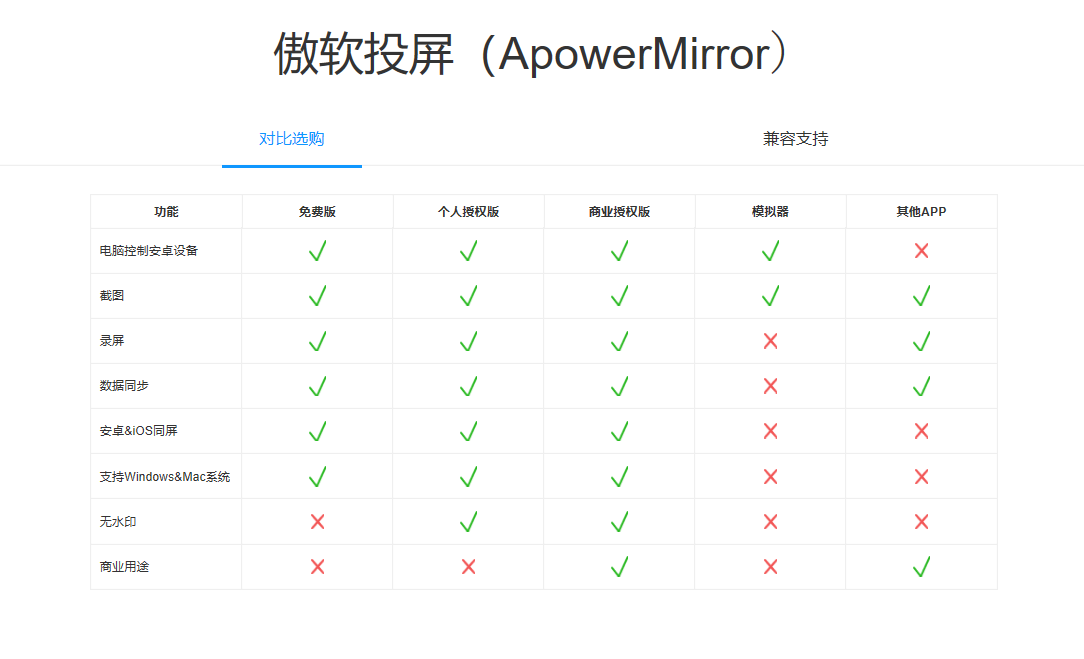 傲软投屏（ApowerMirror）
对比选购 兼容支持
功能 免费版 个人授权版 商业授权版 模拟器 其他APP
电脑控制安卓设备
截图
录屏
数据同步
安卓&iOS同屏
支持Windows&Mac系统
无水印
商业用途